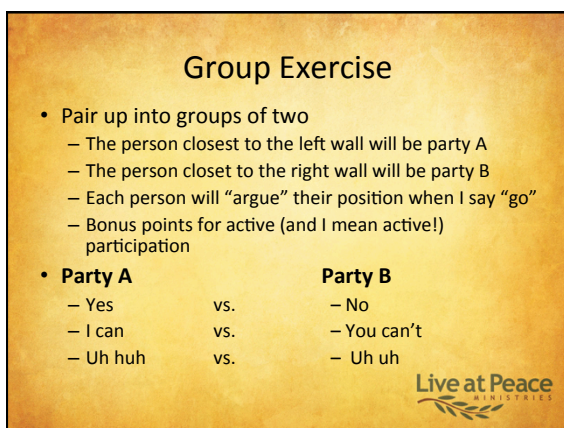 Group Exercise
• Pair up into groups of two
– The person closest to the left wall will be party A
– The person closet to the right wall will be party B
– Each person will “argue” their position when I say “go”
– Bonus points for active (and I mean active!)
participation
• Party A Party B
– Yes vs. – No
– I can vs. – You can’t
– Uh huh vs. – Uh uh
Live at Peace
MINISTRIES